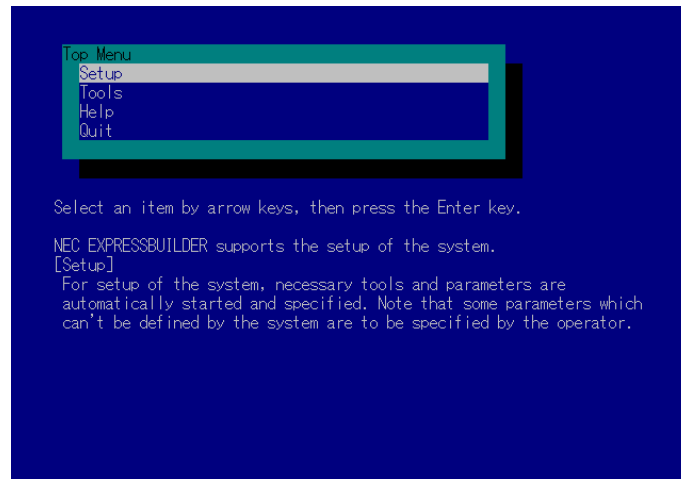 Top Menu
Setup
Tools
Help
Quit
Select an item by arrow keys, then press the Enter key.
NEC EXPRESSBUILDER supports the setup of the system.
[Setup]
For setup of the system, necessary tools and parameters are
automatically started and specified. Note that some parameters which
can't be defined by the system are to be specified by the operator.